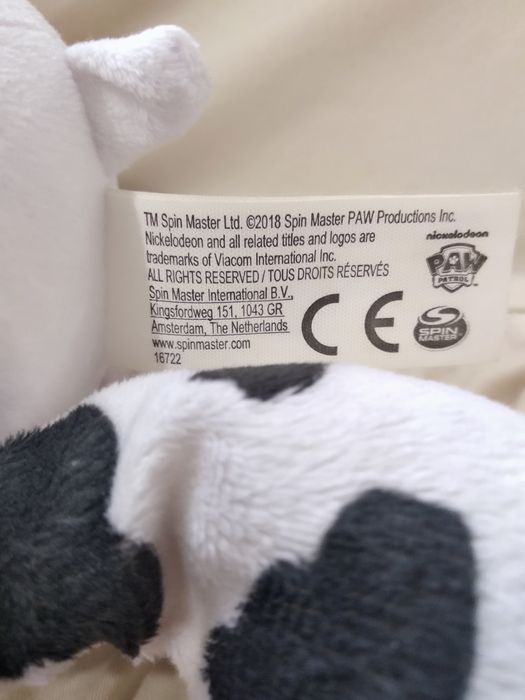 TM Spin Master Ltd. ©2018 Spin Master PAW Productions Inc.
Nickelodeon and all related titles and logos are
trademarks of Viacom International Inc.
ALL RIGHTS RESERVED / TOUS DROITS RÉSERVÉS
Spin Master International B.V.,
Kingsfordweg 151, 1043 GR
Amsterdam, The Netherlands
www.spinmaster.com
16722
CE
nickelodeon
PAW
PATROL
SPIN
MASTER